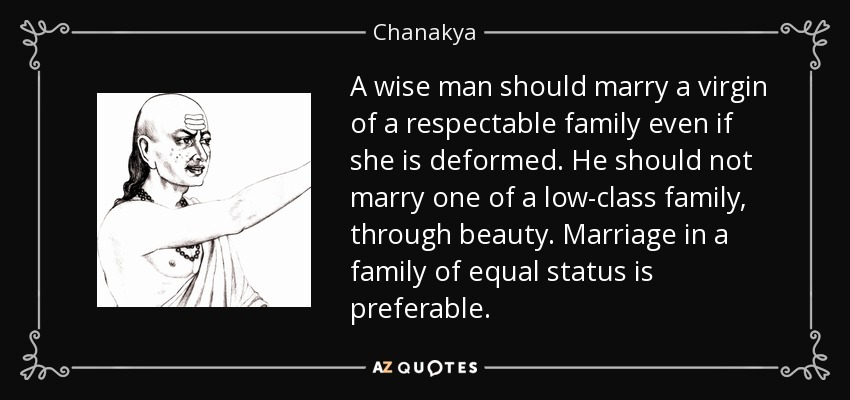 Chanakya
A wise man should marry a virgin
of a respectable family even if
she is deformed. He should not
marry one of a low-class family,
through beauty. Marriage in a
family of equal status is
preferable.
AZ QUOTES